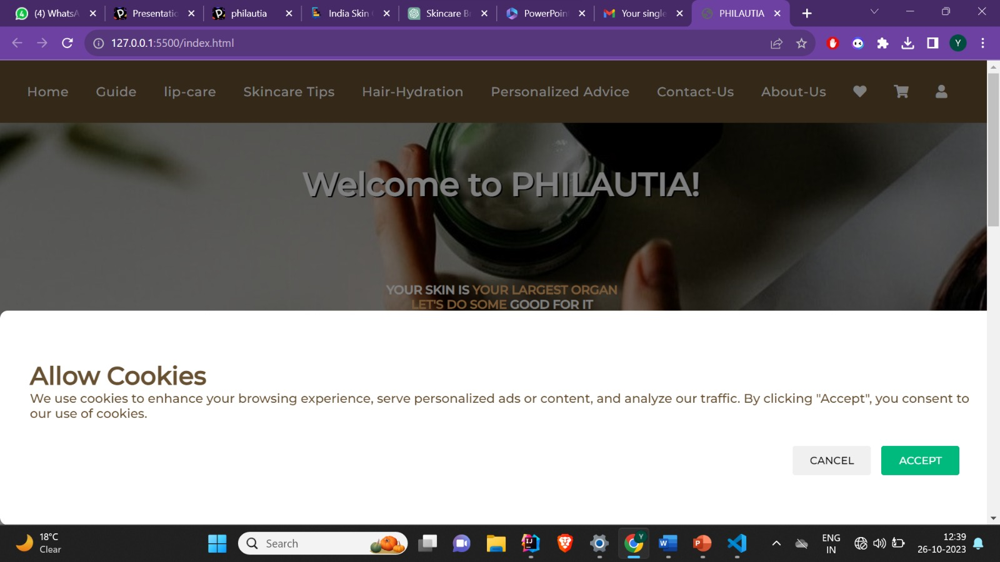 (4) WhatsA
Presentatio
philautia
India Skin
Skincare B
PowerPoin
Your single
PHILAUTIA
127.0.0.1:5500/index.html
Y
Home
Guide
lip-care
Skincare Tips
Hair-Hydration
Personalized Advice
Contact-Us
About-Us
Welcome to PHILAUTIA!
YOUR SKIN IS YOUR LARGEST ORGAN
LET'S DO SOME GOOD FOR IT
Allow Cookies
We use cookies to enhance your browsing experience, serve personalized ads or content, and analyze our traffic. By clicking "Accept", you consent to
our use of cookies.
CANCEL
ACCEPT
18°C
Clear
Search
ENG
IN
12:39
26-10-2023